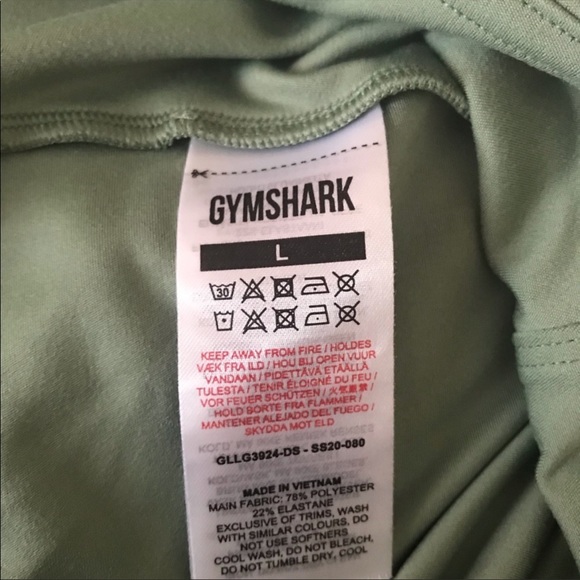 GYMSHARK
L
30
KEEP AWAY FROM FIRE / HOLDES
VÆK FRA ILD / HOU BIJ OPEN VUUR
VANDAAN / PIDETTÄVÄ ETÄÄLLÄ
TULESTA / TENIR ÉLOIGNÉ DU FEU /
VOR FEUER SCHÜTZEN / 火気厳禁 /
HOLD BORTE FRA FLAMMER /
MANTENER ALEJADO DEL FUEGO /
SKYDDA MOT ELD
GLLG3924-DS - SS20-080
MADE IN VIETNAM
MAIN FABRIC: 78% POLYESTER
22% ELASTANE
EXCLUSIVE OF TRIMS, WASH
WITH SIMILAR COLOURS, DO
NOT USE SOFTNERS
COOL WASH, DO NOT BLEACH,
DO NOT TUMBLE DRY, COOL